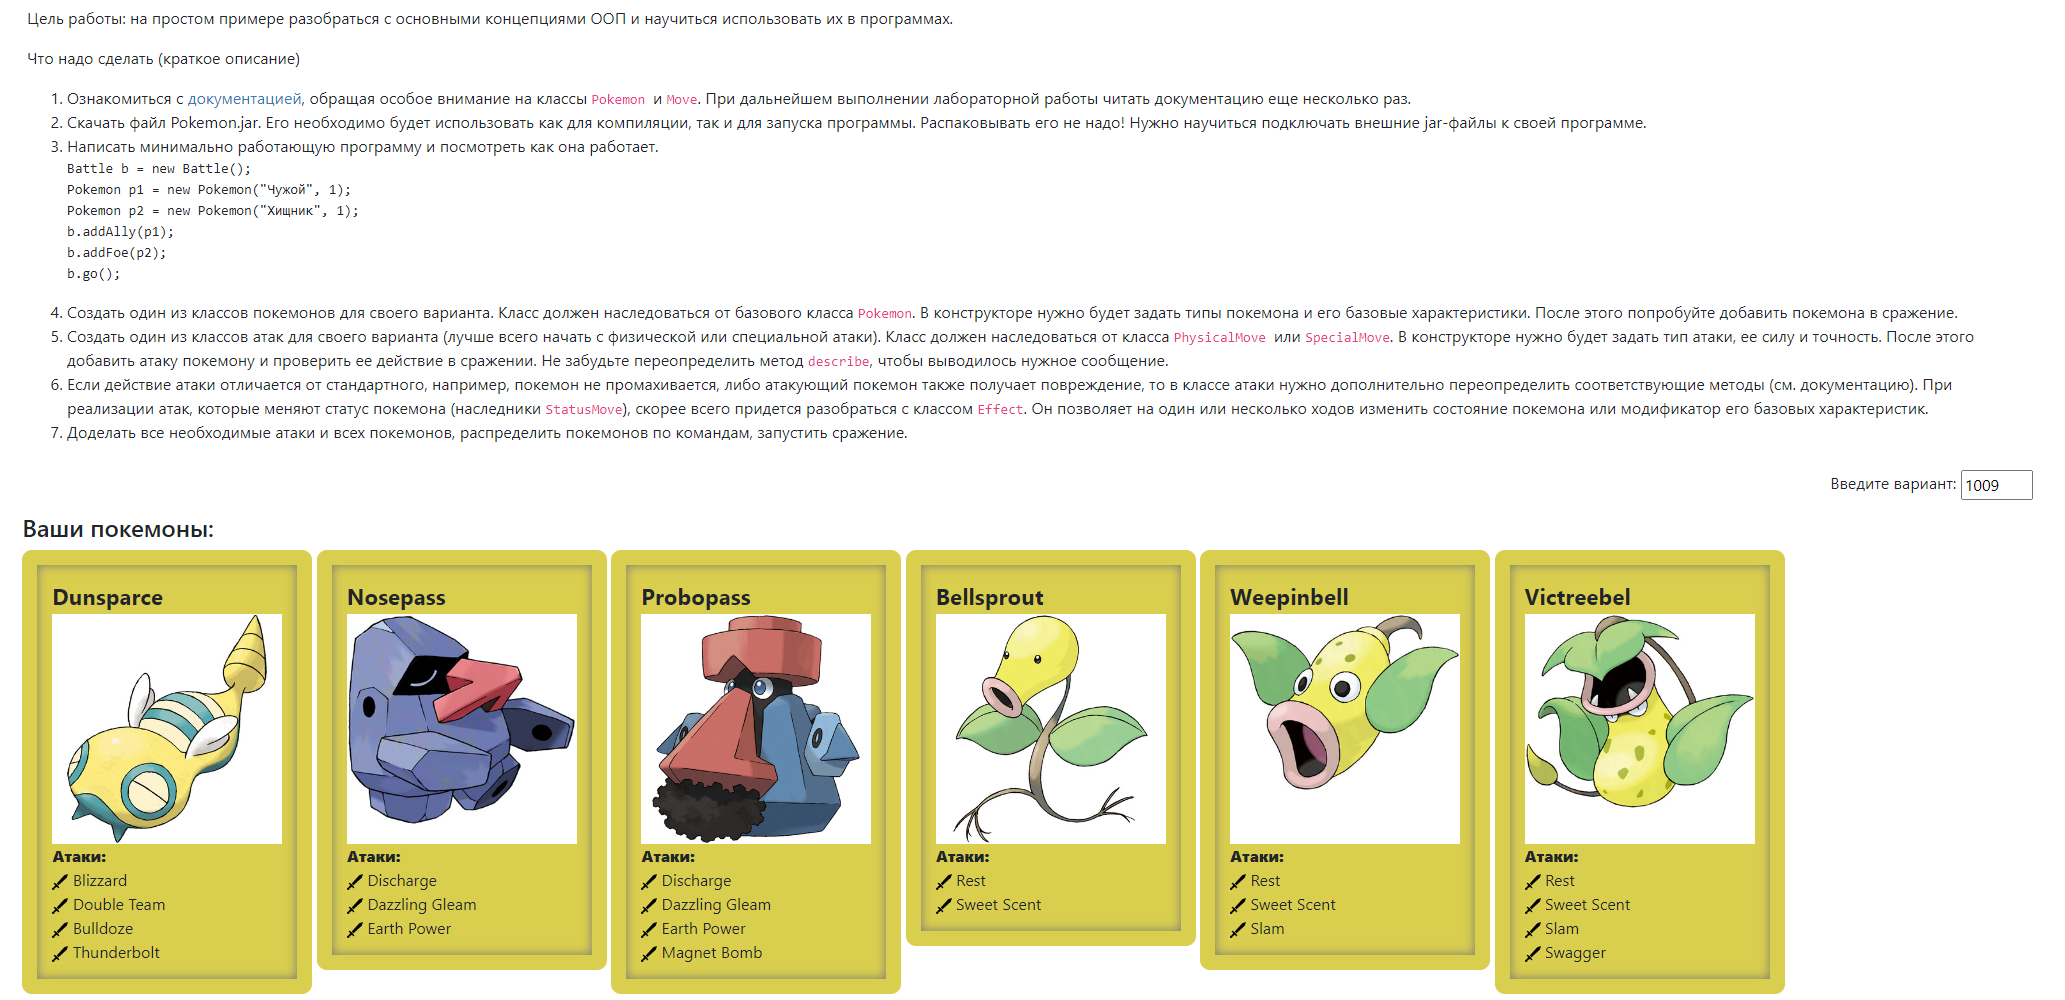 Цель работы: на простом примере разобраться с основными концепциями ООП и научиться использовать их в программах.
Что надо сделать (краткое описание)
1. Ознакомиться с документацией, обращая особое внимание на классы Pokemon и Move. При дальнейшем выполнении лабораторной работы читать документацию еще несколько раз.
2. Скачать файл Pokemon.jar. Его необходимо будет использовать как для компиляции, так и для запуска программы. Распаковывать его не надо! Нужно научиться подключать внешние jar-файлы к своей программе.
3. Написать минимально работающую программу и посмотреть как она работает.
Battle b = new Battle();
Pokemon p1 = new Pokemon("Чужой", 1);
Pokemon p2 = new Pokemon("Хищник", 1);
b.addAlly(p1);
b.addFoe(p2);
b.go();
4. Создать один из классов покемонов для своего варианта. Класс должен наследоваться от базового класса Pokemon. В конструкторе нужно будет задать типы покемона и его базовые характеристики. После этого попробуйте добавить покемона в сражение.
5. Создать один из классов атак для своего варианта (лучше всего начать с физической или специальной атаки). Класс должен наследоваться от класса PhysicalMove или SpecialMove. В конструкторе нужно будет задать тип атаки, ее силу и точность. После этого
добавить атаку покемону и проверить ее действие в сражении. Не забудьте переопределить метод describe, чтобы выводилось нужное сообщение.
6. Если действие атаки отличается от стандартного, например, покемон не промахивается, либо атакующий покемон также получает повреждение, то в классе атаки нужно дополнительно переопределить соответствующие методы (см. документацию). При
реализации атак, которые меняют статус покемона (наследники StatusMove), скорее всего придется разобраться с классом Effect. Он позволяет на один или несколько ходов изменить состояние покемона или модификатор его базовых характеристик.
7. Доделать все необходимые атаки и всех покемонов, распределить покемонов по командам, запустить сражение.
Введите вариант: 1009
Ваши покемоны:
Dunsparce
Атаки:
Blizzard
Double Team
Bulldoze
Thunderbolt
Nosepass
Атаки:
Discharge
Dazzling Gleam
Earth Power
Probopass
Атаки:
Discharge
Dazzling Gleam
Earth Power
Magnet Bomb
Bellsprout
Атаки:
Rest
Sweet Scent
Weepinbell
Атаки:
Rest
Sweet Scent
Slam
Victreebel
Атаки:
Rest
Sweet Scent
Slam
Swagger